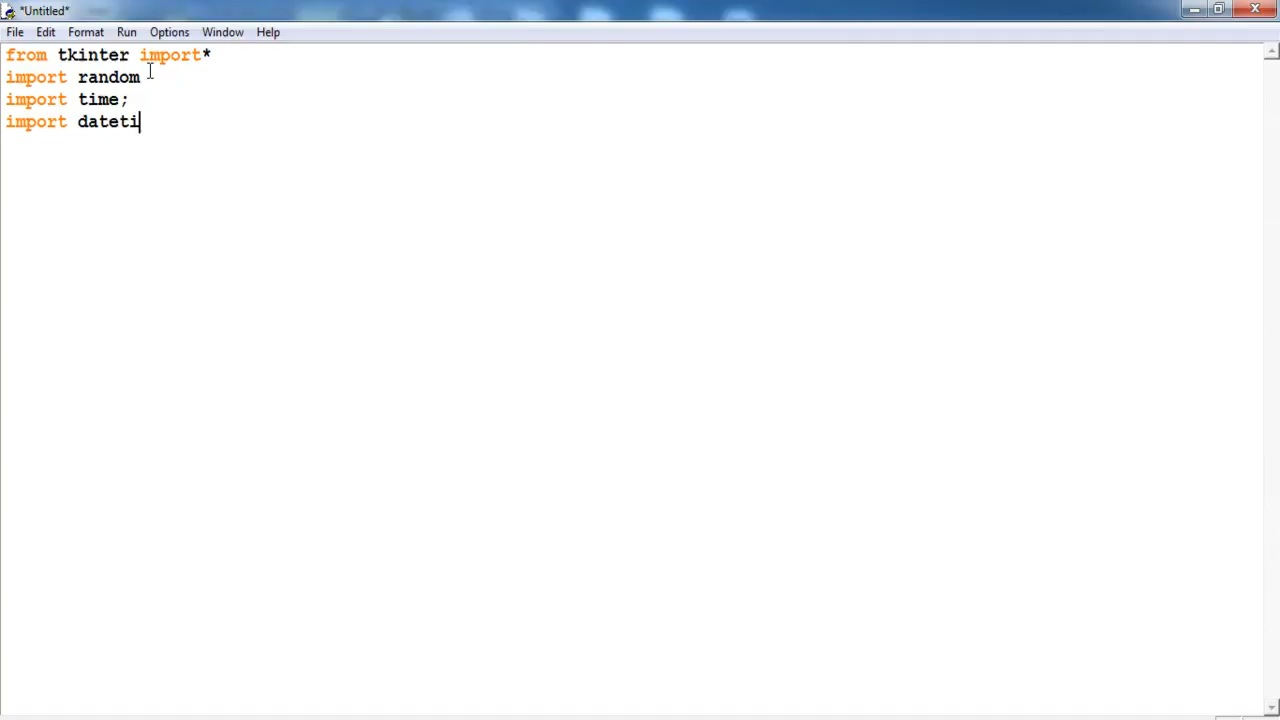 *Untitled*
File Edit Format Run Options Window Help
from tkinter import*
import random
import time;
import dateti